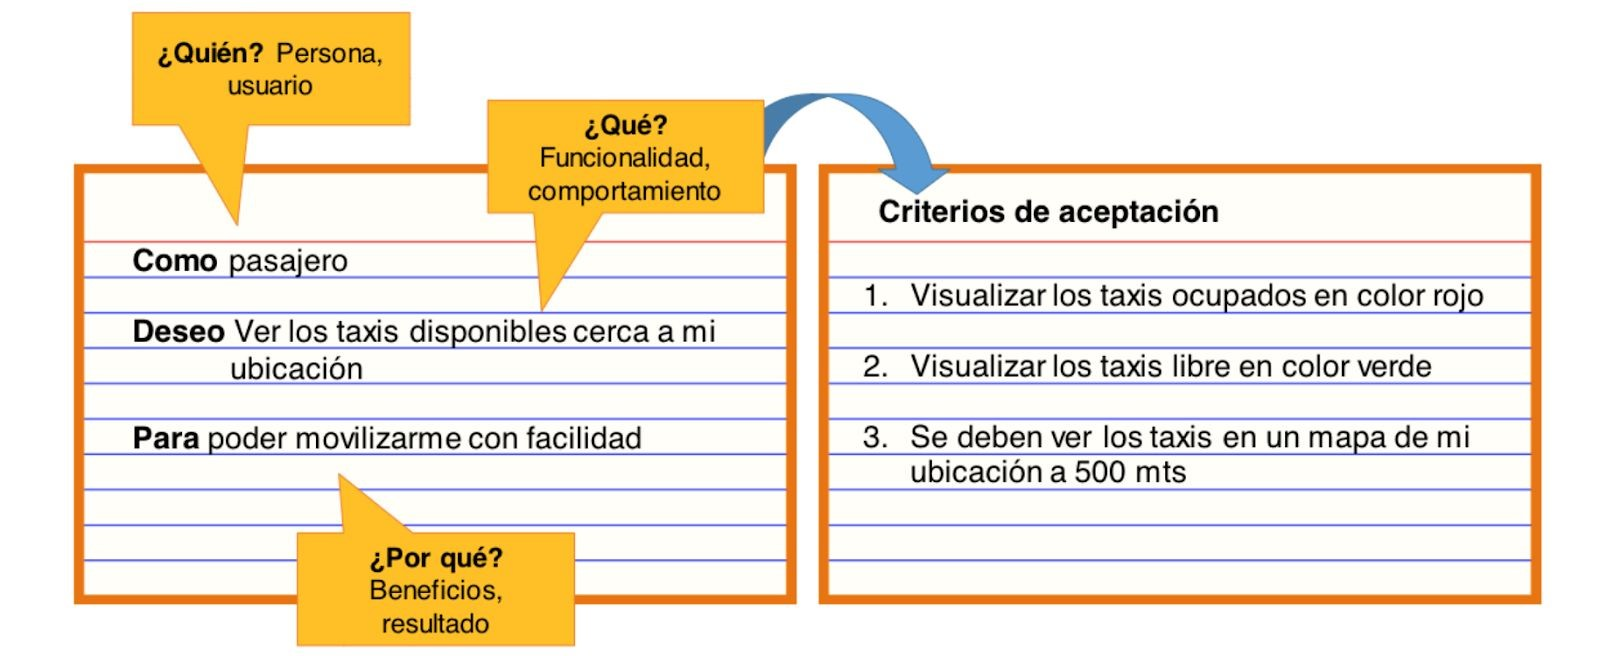 ¿Quién? Persona,
usuario
¿Qué?
Funcionalidad,
comportamiento
Como pasajero
Deseo Ver los taxis disponibles cerca a mi
ubicación
Para poder movilizarme con facilidad
¿Por qué?
Beneficios,
resultado
Criterios de aceptación
1. Visualizar los taxis ocupados en color rojo
2. Visualizar los taxis libre en color verde
3. Se deben ver los taxis en un mapa de mi
ubicación a 500 mts